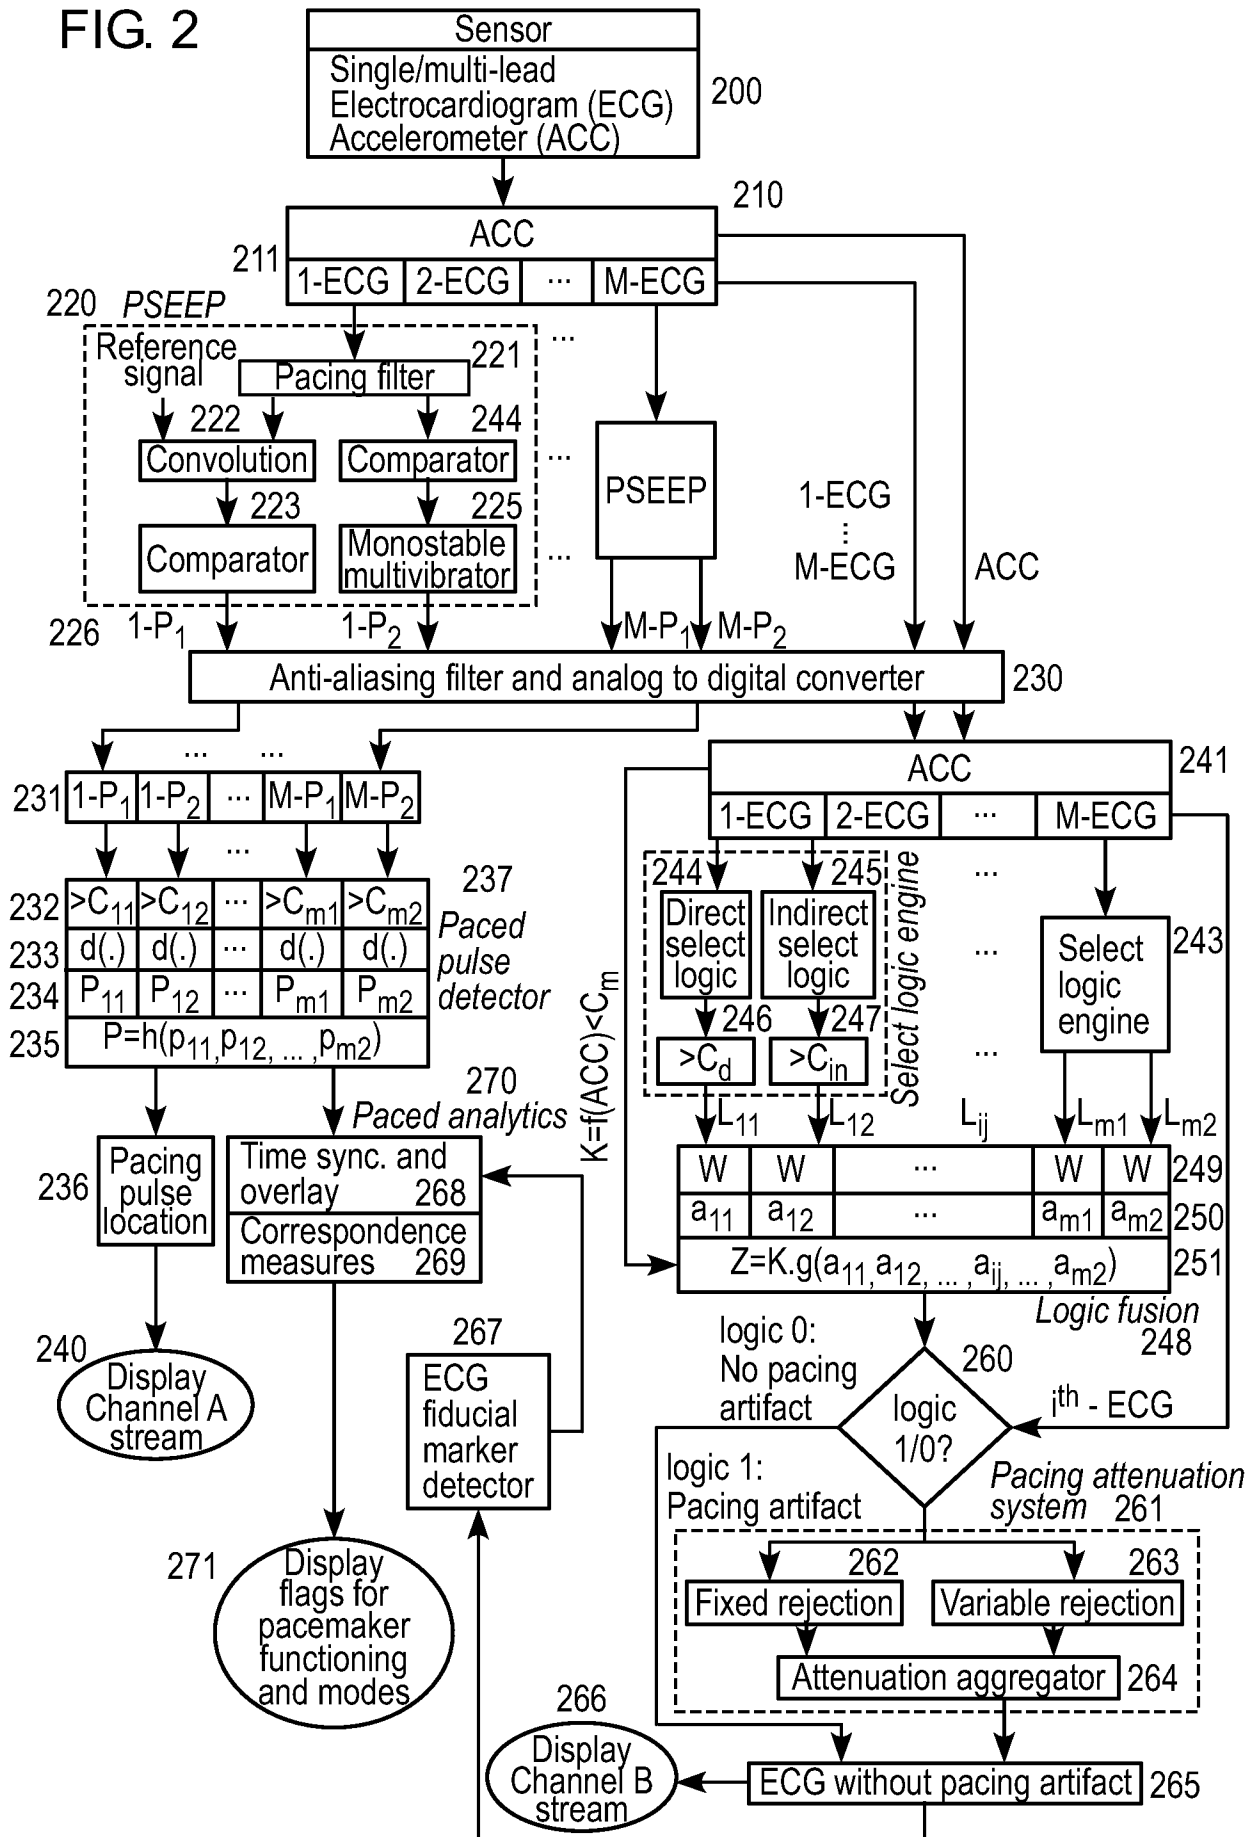 FIG. 2
Sensor
Single/multi-lead
Electrocardiogram (ECG)
Accelerometer (ACC)
200
210
ACC
211
1-ECG 2-ECG ... M-ECG
220 PSEEP
Reference
signal
...
221
Pacing filter
222
244
Convolution
Comparator
...
PSEEP
223
225
Comparator
Monostable
multivibrator
...
1-ECG
⋮
M-ECG
ACC
226
1-P1
1-P2
M-P1 M-P2
Anti-aliasing filter and analog to digital converter
230
... ...
231
1-P1 1-P2 ... M-P1 M-P2
...
232
>C11 >C12 ... >Cm1 >Cm2
233
d(.) d(.) ... d(.) d(.)
234
P11 P12 ... Pm1 Pm2
235
P=h(p11,p12, ... ,pm2)
237
Paced
pulse
detector
ACC
241
1-ECG 2-ECG ... M-ECG
244
Direct
select
logic
245
Indirect
select
logic
246
>Cd
247
>Cin
Select logic engine
...
...
...
Select
logic
engine
243
K=f(ACC)<Cm
L11 L12 Lij Lm1 Lm2
W W ... W W
249
a11 a12 ... am1 am2
250
Z=K.g(a11,a12, ... ,aij, ... ,am2)
251
Logic fusion
248
236
Pacing
pulse
location
270
Paced analytics
Time sync. and
overlay 268
Correspondence
measures 269
240
Display
Channel A
stream
267
ECG
fiducial
marker
detector
271
Display
flags for
pacemaker
functioning
and modes
logic 0:
No pacing
artifact
260
logic
1/0?
ith - ECG
logic 1:
Pacing artifact
Pacing attenuation
system 261
262
Fixed rejection
263
Variable rejection
Attenuation aggregator
264
266
Display
Channel B
stream
ECG without pacing artifact
265